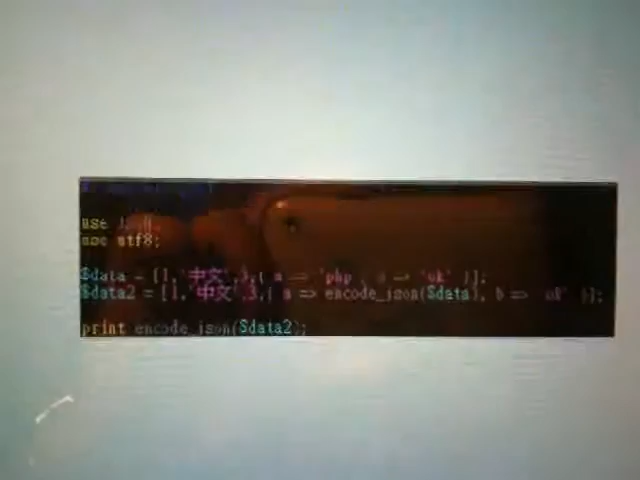 use
use utf8;
$data = [1,'中文',3,{ a => 'php', => 'ok' }];
$data2 = [1,'中文',3,{ a => encode_json($data), b => ok' }];
print encode_json($data2);